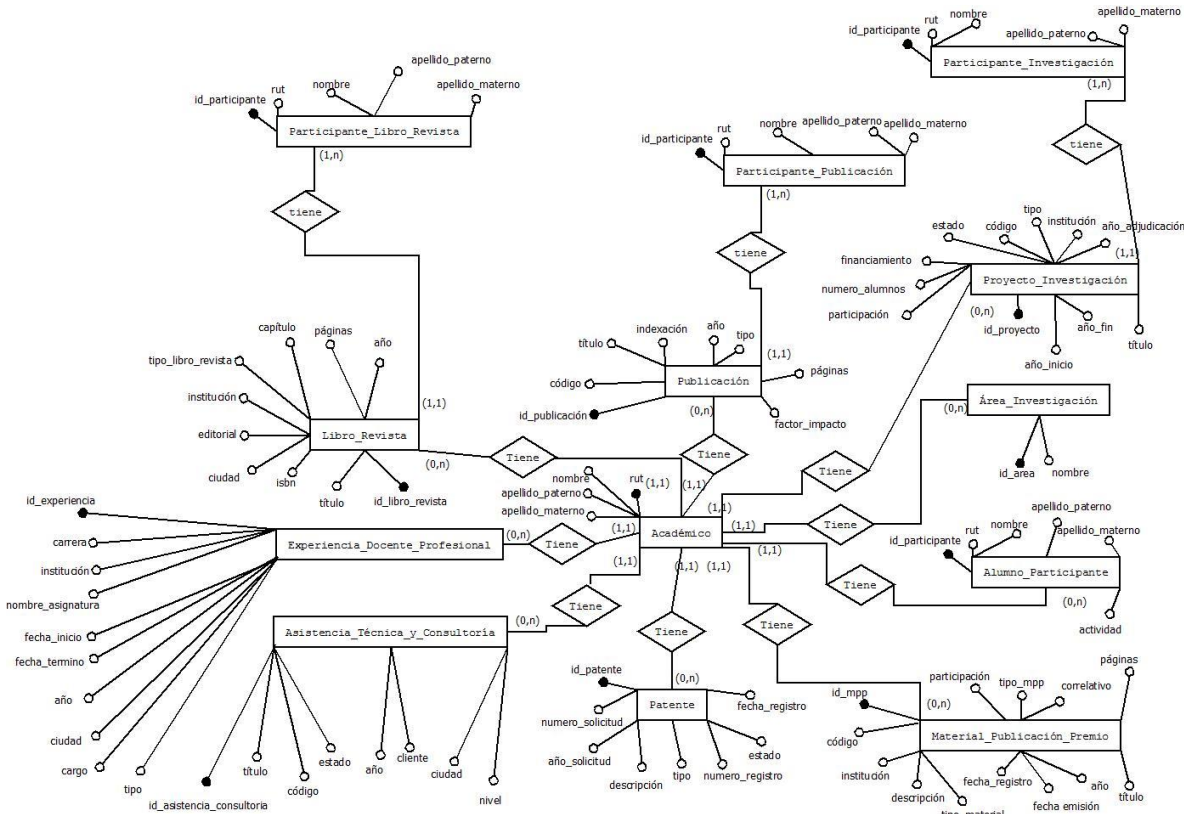 apellido_materno
nombre
rut
id_participante
apellido_paterno
Participante_Investigación
(1,n)
tiene
apellido_paterno
nombre
apellido_materno
rut
id_participante
Participante_Libro_Revista
(1,n)
tiene
nombre
apellido_paterno
apellido_materno
rut
id_participante
Participante_Publicación
(1,n)
tiene
tipo
institución
código
estado
año_adjudicación
(1,1)
financiamiento
numero_alumnos
participación
Proyecto_Investigación
(0,n)
id_proyecto
año_fin
año_inicio
título
indexación
año
tipo
título
(1,1)
código
Publicación
páginas
id_publicación
(0,n)
factor_impacto
capítulo
páginas
año
tipo_libro_revista
institución
(1,1)
editorial
Libro_Revista
ciudad
isbn
(0,n)
título
id_libro_revista
Tiene
Tiene
Tiene
(0,n)
Área_Investigación
id_area
nombre
nombre
rut
(1,1)
(1,1)
apellido_paterno
apellido_materno
(1,1)
(1,1)
(1,1)
Académico
(1,1)
(1,1)
(1,1)
(1,1)
Tiene
id_experiencia
carrera
institución
nombre_asignatura
fecha_inicio
fecha_termino
año
ciudad
cargo
tipo
Experiencia_Docente_Profesional
(0,n)
Tiene
apellido_paterno
nombre
rut
apellido_materno
id_participante
Alumno_Participante
(0,n)
actividad
Tiene
Tiene
Asistencia_Técnica_y_Consultoría
(0,n)
título
estado
id_asistencia_consultoria
código
año
cliente
ciudad
nivel
Tiene
(0,n)
id_patente
fecha_registro
Patente
numero_solicitud
año_solicitud
descripción
tipo
estado
numero_registro
Tiene
(0,n)
páginas
participación
tipo_mpp
correlativo
id_mpp
código
Material_Publicación_Premio
institución
descripción
tipo_material
fecha_registro
fecha emisión
año
título